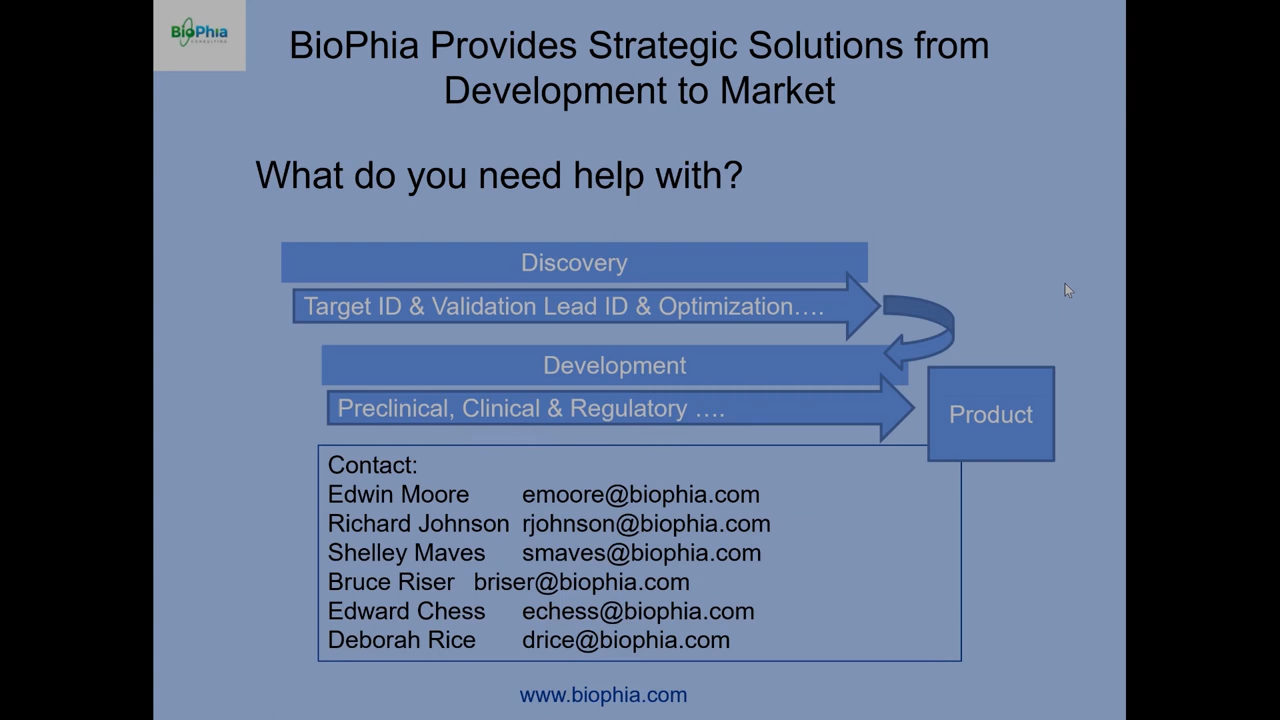 BioPhia
CONSULTING
BioPhia Provides Strategic Solutions from
Development to Market
What do you need help with?
Discovery
Target ID & Validation Lead ID & Optimization….
Development
Preclinical, Clinical & Regulatory ….
Product
Contact:
Edwin Moore emoore@biophia.com
Richard Johnson rjohnson@biophia.com
Shelley Maves smaves@biophia.com
Bruce Riser briser@biophia.com
Edward Chess echess@biophia.com
Deborah Rice drice@biophia.com
www.biophia.com